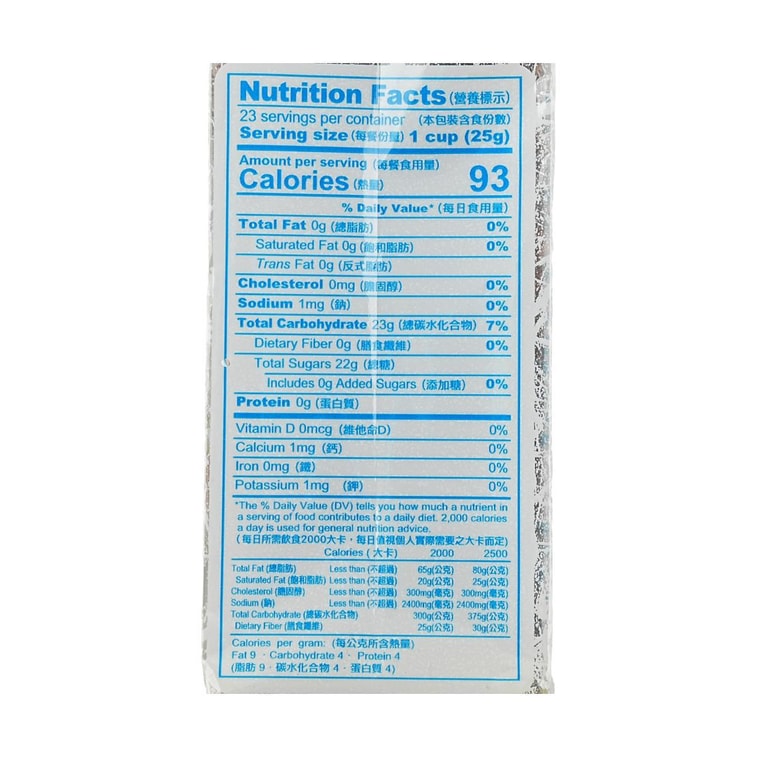 Nutrition Facts (營養標示)
23 servings per container (本包裝含食份數)
Serving size (每餐份量) 1 cup (25g)
Amount per serving (每餐食用量)
Calories (熱量) 93
% Daily Value* (每日食用量)
Total Fat 0g (總脂肪) 0%
Saturated Fat 0g (飽和脂肪) 0%
Trans Fat 0g (反式脂肪)
Cholesterol 0mg (膽固醇) 0%
Sodium 1mg (鈉) 0%
Total Carbohydrate 23g (總碳水化合物) 7%
Dietary Fiber 0g (膳食纖維) 0%
Total Sugars 22g (總糖)
Includes 0g Added Sugars (添加糖) 0%
Protein 0g (蛋白質)
Vitamin D 0mcg (維他命D) 0%
Calcium 1mg (鈣) 0%
Iron 0mg (鐵) 0%
Potassium 1mg (鉀) 0%
*The % Daily Value (DV) tells you how much a nutrient in
a serving of food contributes to a daily diet. 2,000 calories
a day is used for general nutrition advice.
(每日所需飲食2000大卡，每日值視個人實際需要之大卡而定)
Calories (大卡) 2000 2500
Total Fat (總脂肪) Less than (不超過) 65g(公克) 80g(公克)
Saturated Fat (飽和脂肪) Less than (不超過) 20g(公克) 25g(公克)
Cholesterol (膽固醇) Less than (不超過) 300mg(毫克) 300mg(毫克)
Sodium (鈉) Less than (不超過) 2400mg(毫克) 2400mg(毫克)
Total Carbohydrate (總碳水化合物) 300g(公克) 375g(公克)
Dietary Fiber (膳食纖維) 25g(公克) 30g(公克)
Calories per gram: (每公克所含熱量)
Fat 9 · Carbohydrate 4 · Protein 4
(脂肪 9 · 碳水化合物 4 · 蛋白質 4)